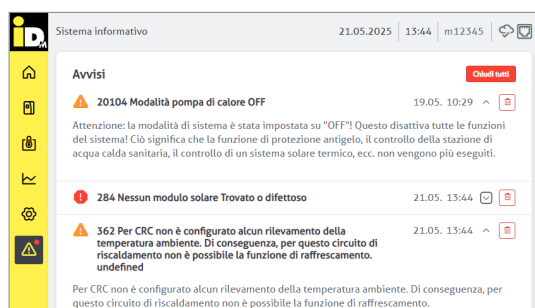 iDM
Sistema informativo 21.05.2025 13:44 m12345
Avvisi Chiudi tutti
20104 Modalità pompa di calore OFF 19.05. 10:29
Attenzione: la modalità di sistema è stata impostata su "OFF"! Questo disattiva tutte le funzioni
del sistema! Ciò significa che la funzione di protezione antigelo, il controllo della stazione di
acqua calda sanitaria, il controllo di un sistema solare termico, ecc. non vengono più eseguiti.
284 Nessun modulo solare Trovato o difettoso 21.05. 13:44
362 Per CRC non è configurato alcun rilevamento della 21.05. 13:44
temperatura ambiente. Di conseguenza, per questo circuito di
riscaldamento non è possibile la funzione di raffrescamento.
undefined
Per CRC non è configurato alcun rilevamento della temperatura ambiente. Di conseguenza, per
questo circuito di riscaldamento non è possibile la funzione di raffrescamento.